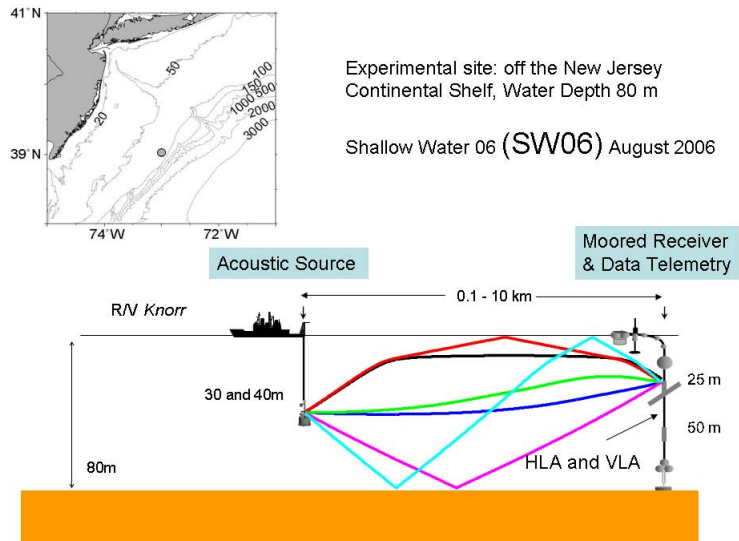 41°N
39°N
74°W
72°W
20
50
100
150
500
1000
2000
3000
Experimental site: off the New Jersey
Continental Shelf, Water Depth 80 m
Shallow Water 06 (SW06) August 2006
Acoustic Source
Moored Receiver
& Data Telemetry
R/V Knorr
0.1 - 10 km
30 and 40m
25 m
50 m
80m
HLA and VLA